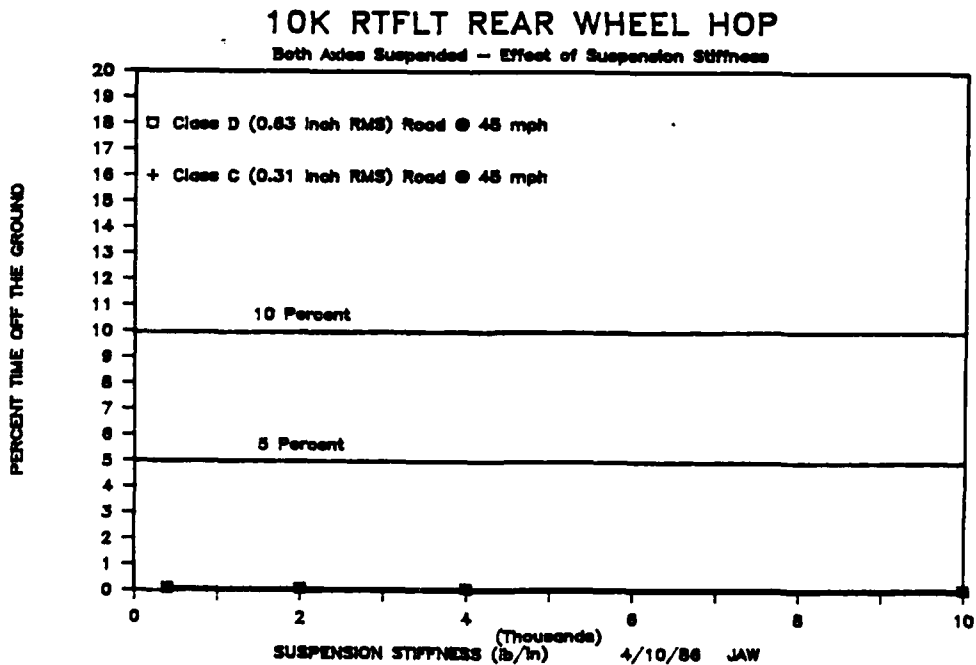 10K RTFLT REAR WHEEL HOP
Both Axles Suspended – Effect of Suspension Stiffness
PERCENT TIME OFF THE GROUND
20
19
18
17
16
15
14
13
12
11
10
9
8
7
6
5
4
3
2
1
0
Class D (0.63 inch RMS) Road @ 45 mph
Class C (0.31 inch RMS) Road @ 45 mph
10 Percent
5 Percent
0 2 4 6 8 10
(Thousands)
SUSPENSION STIFFNESS (lb/in) 4/10/86 JAW